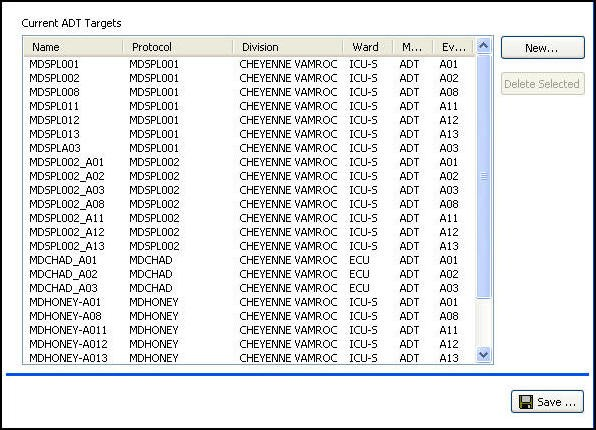 Current ADT Targets
Name Protocol Division Ward M... Ev...
MDSPL001 MDSPL001 CHEYENNE VAMROC ICU-S ADT A01
MDSPL002 MDSPL001 CHEYENNE VAMROC ICU-S ADT A02
MDSPL008 MDSPL001 CHEYENNE VAMROC ICU-S ADT A08
MDSPL011 MDSPL001 CHEYENNE VAMROC ICU-S ADT A11
MDSPL012 MDSPL001 CHEYENNE VAMROC ICU-S ADT A12
MDSPL013 MDSPL001 CHEYENNE VAMROC ICU-S ADT A13
MDSPLA03 MDSPL001 CHEYENNE VAMROC ICU-S ADT A03
MDSPL002_A01 MDSPL002 CHEYENNE VAMROC ICU-S ADT A01
MDSPL002_A02 MDSPL002 CHEYENNE VAMROC ICU-S ADT A02
MDSPL002_A03 MDSPL002 CHEYENNE VAMROC ICU-S ADT A03
MDSPL002_A08 MDSPL002 CHEYENNE VAMROC ICU-S ADT A08
MDSPL002_A11 MDSPL002 CHEYENNE VAMROC ICU-S ADT A11
MDSPL002_A12 MDSPL002 CHEYENNE VAMROC ICU-S ADT A12
MDSPL002_A13 MDSPL002 CHEYENNE VAMROC ICU-S ADT A13
MDCHAD_A01 MDCHAD CHEYENNE VAMROC ECU ADT A01
MDCHAD_A02 MDCHAD CHEYENNE VAMROC ECU ADT A02
MDCHAD_A03 MDCHAD CHEYENNE VAMROC ECU ADT A03
MDHONEY-A01 MDHONEY CHEYENNE VAMROC ICU-S ADT A01
MDHONEY-A08 MDHONEY CHEYENNE VAMROC ICU-S ADT A08
MDHONEY-A011 MDHONEY CHEYENNE VAMROC ICU-S ADT A11
MDHONEY-A012 MDHONEY CHEYENNE VAMROC ICU-S ADT A12
MDHONEY-A013 MDHONEY CHEYENNE VAMROC ICU-S ADT A13
New...
Delete Selected
Save ...